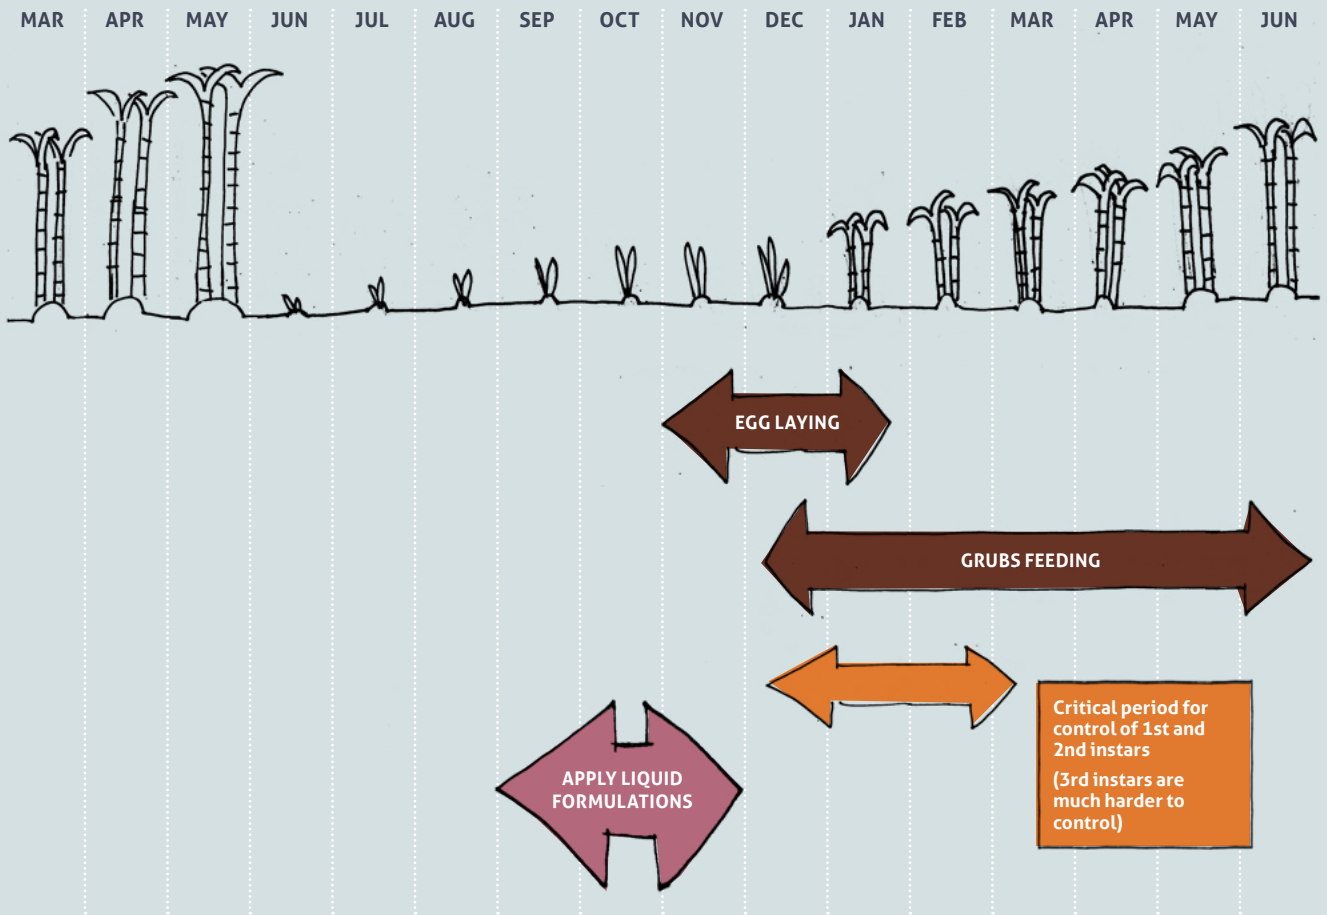 MAR APR MAY JUN JUL AUG SEP OCT NOV DEC JAN FEB MAR APR MAY JUN
EGG LAYING
GRUBS FEEDING
Critical period for
control of 1st and
2nd instars
(3rd instars are
much harder to
control)
APPLY LIQUID
FORMULATIONS